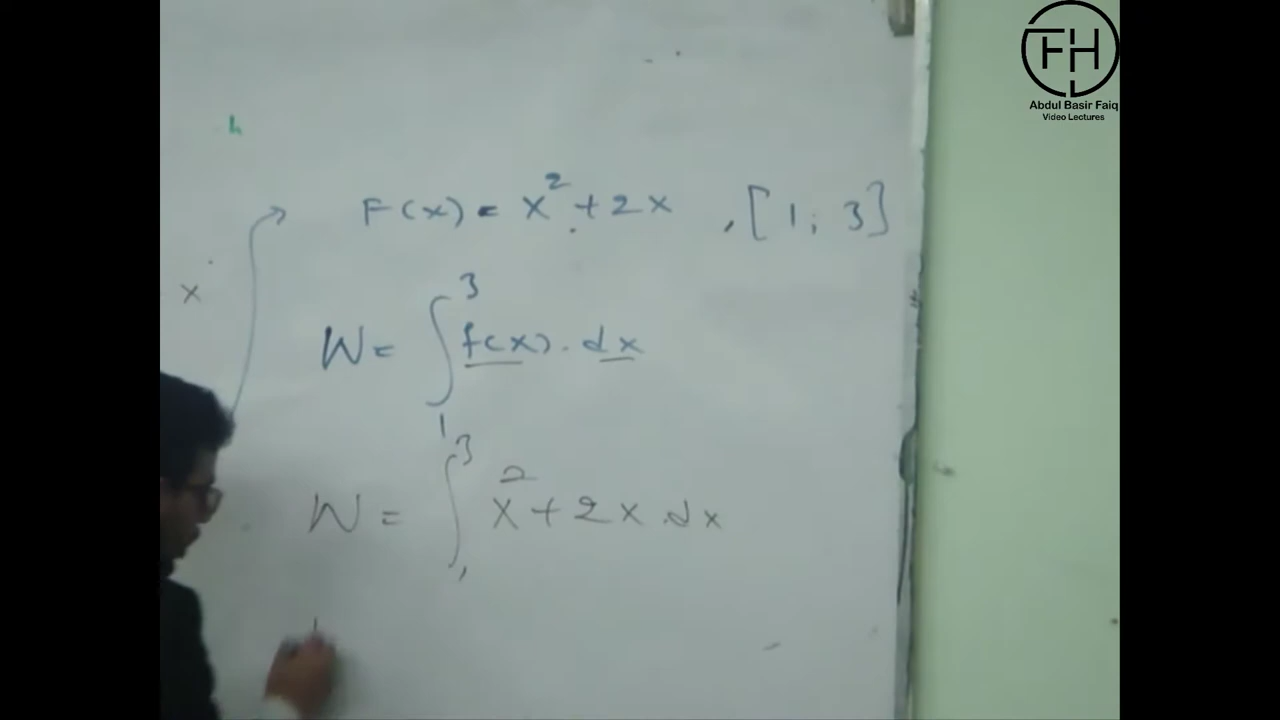 FH
Abdul Basir Faiq
Video Lectures
F(x) = x² + 2x , [1; 3]
x
W = ∫₁³ f(x) . dx
W = ∫₁³ x² + 2x . dx